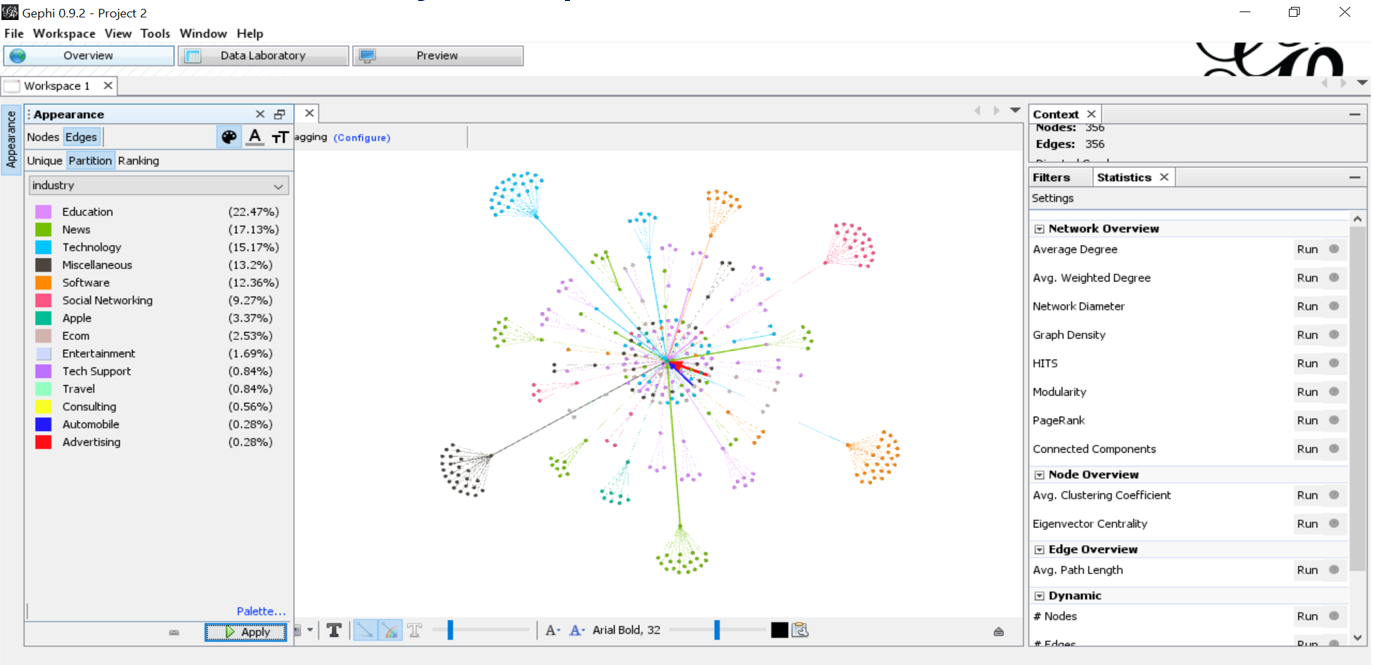 Gephi 0.9.2 - Project 2
File Workspace View Tools Window Help
Overview Data Laboratory Preview
Workspace 1
Appearance
Appearance
Nodes Edges
agging (Configure)
Unique Partition Ranking
industry
Education (22.47%)
News (17.13%)
Technology (15.17%)
Miscellaneous (13.2%)
Software (12.36%)
Social Networking (9.27%)
Apple (3.37%)
Ecom (2.53%)
Entertainment (1.69%)
Tech Support (0.84%)
Travel (0.84%)
Consulting (0.56%)
Automobile (0.28%)
Advertising (0.28%)
Palette...
Apply
T T A- A- Arial Bold, 32
Context
Nodes: 356
Edges: 356
Filters Statistics
Settings
Network Overview
Average Degree Run
Avg. Weighted Degree Run
Network Diameter Run
Graph Density Run
HITS Run
Modularity Run
PageRank Run
Connected Components Run
Node Overview
Avg. Clustering Coefficient Run
Eigenvector Centrality Run
Edge Overview
Avg. Path Length Run
Dynamic
# Nodes Run
# Edges Run